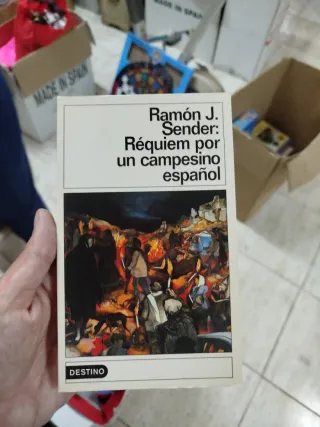 MADE IN SPAIN
MADE IN SPAIN
Ramón J.
Sender:
Réquiem por
un campesino
español
DESTINO